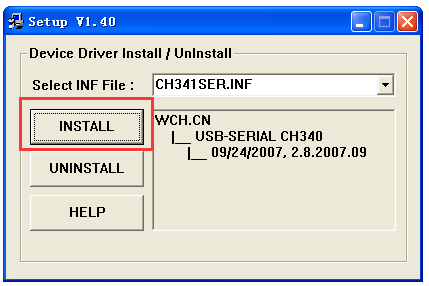 Setup V1.40
Device Driver Install / UnInstall
Select INF File :
CH341SER.INF
INSTALL
WCH.CN
|__ USB-SERIAL CH340
|__ 09/24/2007, 2.8.2007.09
UNINSTALL
HELP